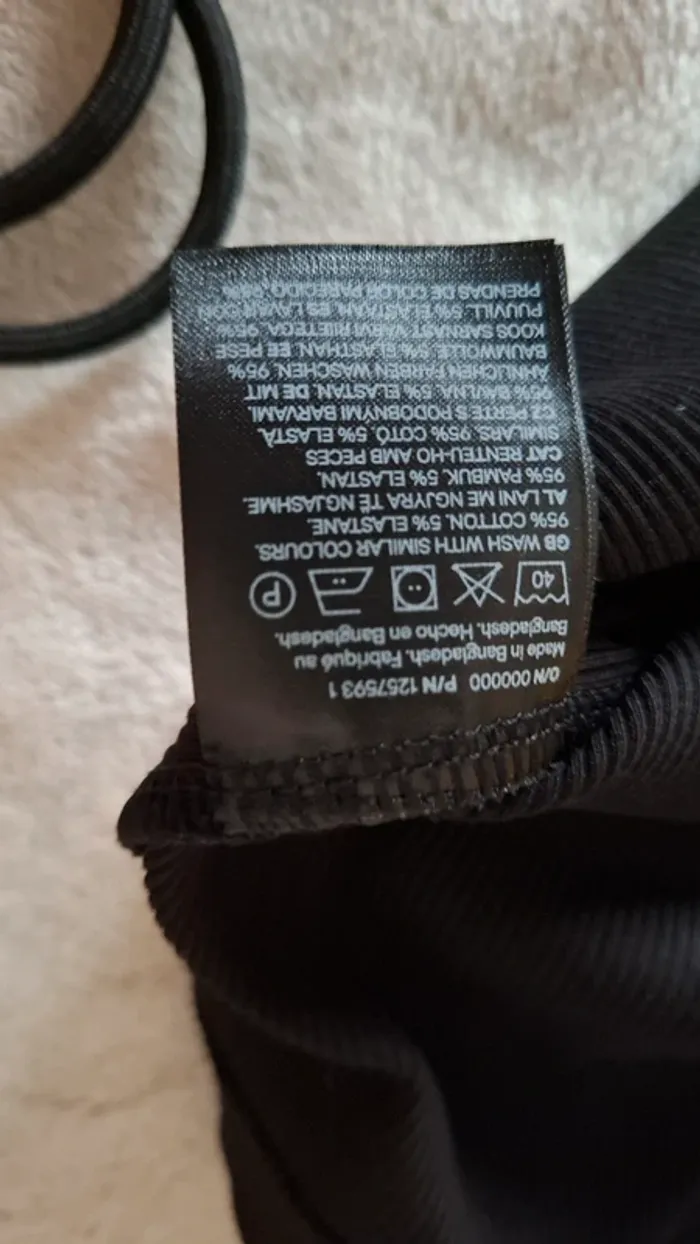 O/N 000000 P/N 1257593 1
Made in Bangladesh. Fabriqué au
Bangladesh. Hecho en Bangladesh.
40 P
GB WASH WITH SIMILAR COLOURS.
95% COTTON, 5% ELASTANE.
AL LANI ME NGJYRA TË NGJASHME.
95% PAMBUK, 5% ELASTAN.
CAT RENTEU-HO AMB PECES
SIMILARS. 95% COTÓ, 5% ELASTÀ.
CZ PERTE S PODOBNÝMI BARVAMI.
95% BAVLNA, 5% ELASTAN. DE MIT
ÄHNLICHEN FARBEN WASCHEN. 95%
BAUMWOLLE, 5% ELASTHAN. EE PESE
KOOS SARNAST VÄRVI RIIETEGA. 95%
PUUVILL, 5% ELASTAAN. ES LAVAR CON
PRENDAS DE COLOR PARECIDO. 95%